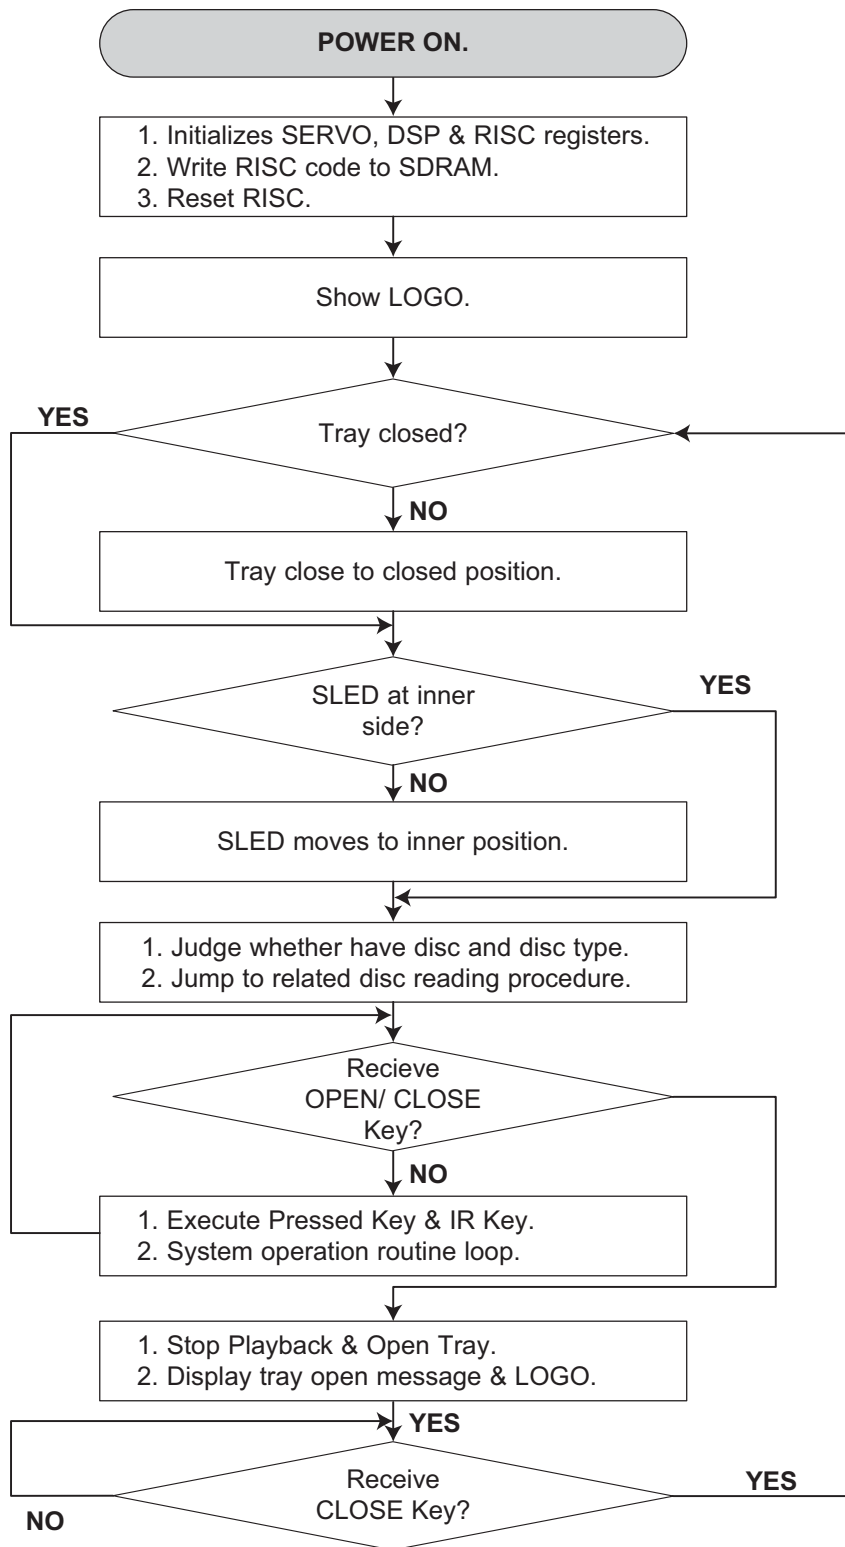 POWER ON.
1. Initializes SERVO, DSP & RISC registers.
2. Write RISC code to SDRAM.
3. Reset RISC.
Show LOGO.
YES
Tray closed?
NO
Tray close to closed position.
SLED at inner
side?
YES
NO
SLED moves to inner position.
1. Judge whether have disc and disc type.
2. Jump to related disc reading procedure.
Recieve
OPEN/ CLOSE
Key?
NO
1. Execute Pressed Key & IR Key.
2. System operation routine loop.
1. Stop Playback & Open Tray.
2. Display tray open message & LOGO.
YES
Receive
CLOSE Key?
YES
NO